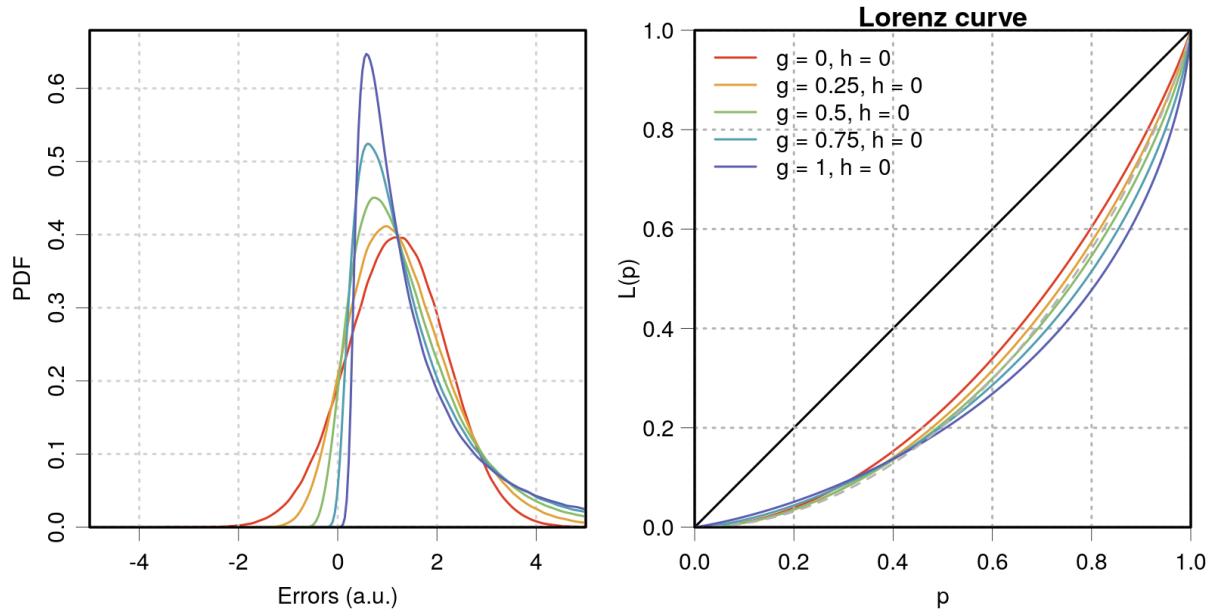 PDF
0.0
0.1
0.2
0.3
0.4
0.5
0.6
-4
-2
0
2
4
Errors (a.u.)
Lorenz curve
L(p)
1.0
0.8
0.6
0.4
0.2
0.0
g = 0, h = 0
g = 0.25, h = 0
g = 0.5, h = 0
g = 0.75, h = 0
g = 1, h = 0
0.0
0.2
0.4
0.6
0.8
1.0
p